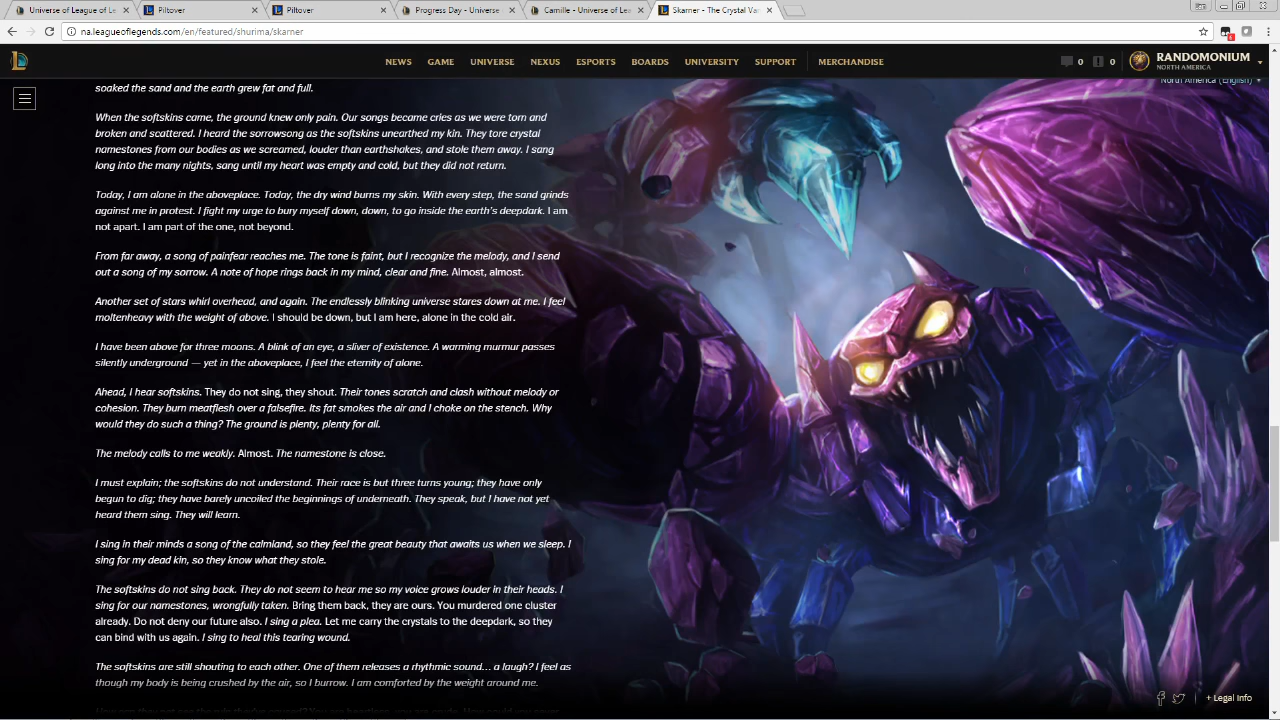 Universe of League of Le
Piltover
Piltover
Progress Day - Universe
Camille - Universe of Lea
Skarner - The Crystal Va
na.leagueoflegends.com/en/featured/shurima/skarner
NEWS GAME UNIVERSE NEXUS ESPORTS BOARDS UNIVERSITY SUPPORT MERCHANDISE
0 0
RANDOMONIUM
NORTH AMERICA
North America (English)
soaked the sand and the earth grew fat and full.
When the softskins came, the ground knew only pain. Our songs became cries as we were torn and
broken and scattered. I heard the sorrowsong as the softskins unearthed my kin. They tore crystal
namestones from our bodies as we screamed, louder than earthshakes, and stole them away. I sang
long into the many nights, sang until my heart was empty and cold, but they did not return.
Today, I am alone in the aboveplace. Today, the dry wind burns my skin. With every step, the sand grinds
against me in protest. I fight my urge to bury myself down, down, to go inside the earth's deepdark. I am
not apart. I am part of the one, not beyond.
From far away, a song of painfear reaches me. The tone is faint, but I recognize the melody, and I send
out a song of my sorrow. A note of hope rings back in my mind, clear and fine. Almost, almost.
Another set of stars whirl overhead, and again. The endlessly blinking universe stares down at me. I feel
moltenheavy with the weight of above. I should be down, but I am here, alone in the cold air.
I have been above for three moons. A blink of an eye, a sliver of existence. A warming murmur passes
silently underground — yet in the aboveplace, I feel the eternity of alone.
Ahead, I hear softskins. They do not sing, they shout. Their tones scratch and clash without melody or
cohesion. They burn meatflesh over a falsefire. Its fat smokes the air and I choke on the stench. Why
would they do such a thing? The ground is plenty, plenty for all.
The melody calls to me weakly. Almost. The namestone is close.
I must explain; the softskins do not understand. Their race is but three turns young; they have only
begun to dig; they have barely uncoiled the beginnings of underneath. They speak, but I have not yet
heard them sing. They will learn.
I sing in their minds a song of the calmland, so they feel the great beauty that awaits us when we sleep. I
sing for my dead kin, so they know what they stole.
The softskins do not sing back. They do not seem to hear me so my voice grows louder in their heads. I
sing for our namestones, wrongfully taken. Bring them back, they are ours. You murdered one cluster
already. Do not deny our future also. I sing a plea. Let me carry the crystals to the deepdark, so they
can bind with us again. I sing to heal this tearing wound.
The softskins are still shouting to each other. One of them releases a rhythmic sound... a laugh? I feel as
though my body is being crushed by the air, so I burrow. I am comforted by the weight around me.
+ Legal Info